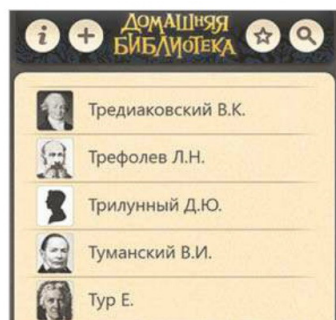 ДОМАШНЯЯ
БИБЛИОТЕКА
Тредиаковский В.К.
Трефолев Л.Н.
Трилунный Д.Ю.
Туманский В.И.
Тур Е.